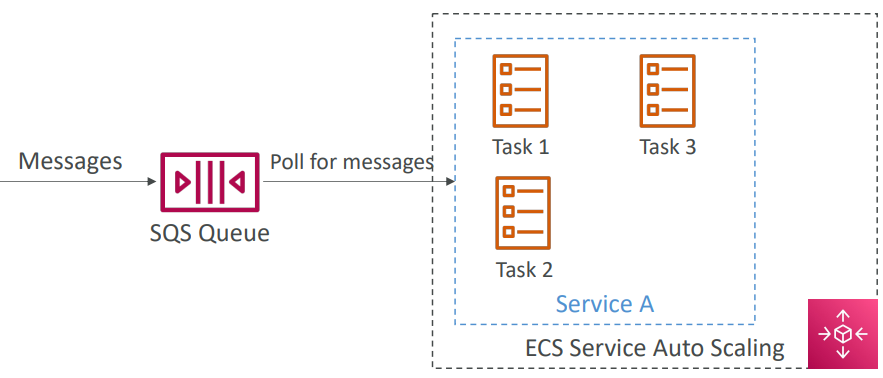 Messages
SQS Queue
Poll for messages
Task 1
Task 3
Task 2
Service A
ECS Service Auto Scaling